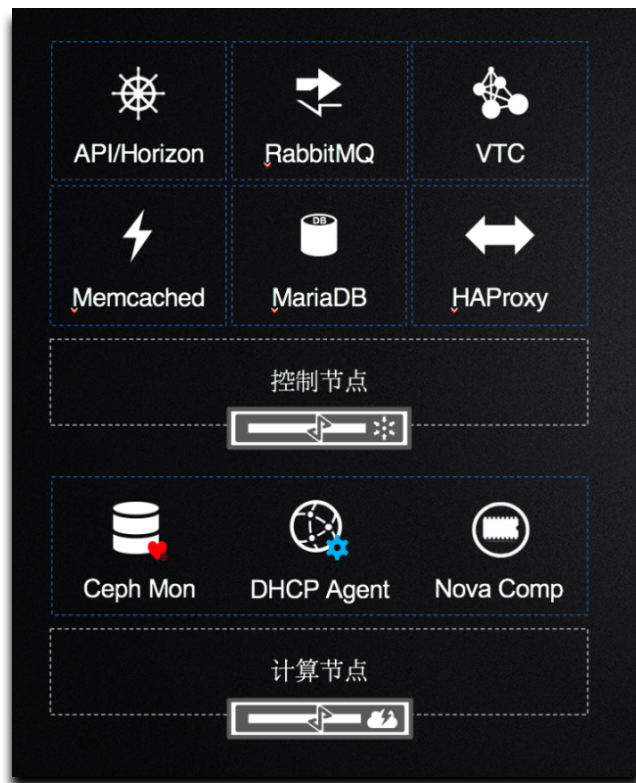 API/Horizon RabbitMQ VTC
DB
Memcached MariaDB HAProxy
控制节点
Ceph Mon DHCP Agent Nova Comp
计算节点